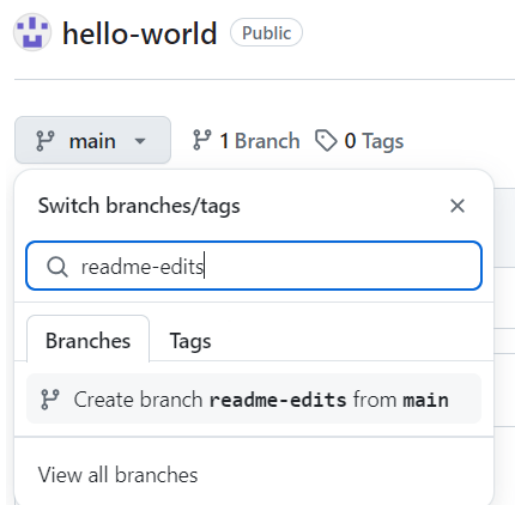 hello-world Public
main 1 Branch 0 Tags
Switch branches/tags
readme-edits
Branches Tags
Create branch readme-edits from main
View all branches